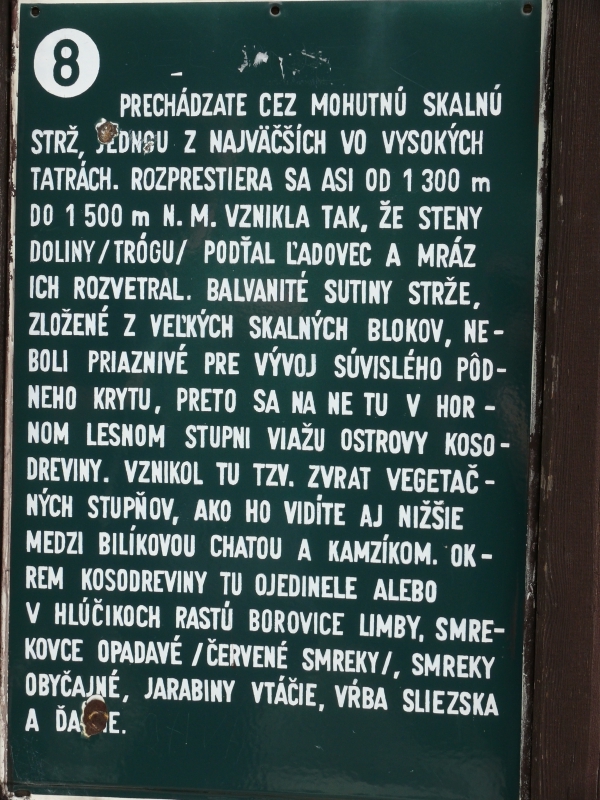 8
PRECHÁDZATE CEZ MOHUTNÚ SKALNÚ
STRŽ, JEDNOU Z NAJVÄČŠÍCH VO VYSOKÝCH
TATRÁCH. ROZPRESTIERA SA ASI OD 1 300 m
DO 1 500 m N. M. VZNIKLA TAK, ŽE STENY
DOLINY /TRÓGU/ PODŤAL ĽADOVEC A MRÁZ
ICH ROZVETRAL. BALVANITÉ SUTINY STRŽE,
ZLOŽENÉ Z VEĽKÝCH SKALNÝCH BLOKOV, NE-
BOLI PRIAZNIVÉ PRE VÝVOJ SÚVISLÉHO PÔD-
NEHO KRYTU, PRETO SA NA NE TU V HOR-
NOM LESNOM STUPNI VIAŽU OSTROVY KOSO-
DREVINY. VZNIKOL TU TZV. ZVRAT VEGETAČ-
NÝCH STUPŇOV, AKO HO VIDÍTE AJ NIŽŠIE
MEDZI BILÍKOVOU CHATOU A KAMZÍKOM. OK-
REM KOSODREVINY TU OJEDINELE ALEBO
V HLÚČIKOCH RASTÚ BOROVICE LIMBY, SMRE-
KOVCE OPADAVÉ /ČERVENÉ SMREKY/, SMREKY
OBYČAJNÉ, JARABINY VTÁČIE, VŔBA SLIEZSKA
A